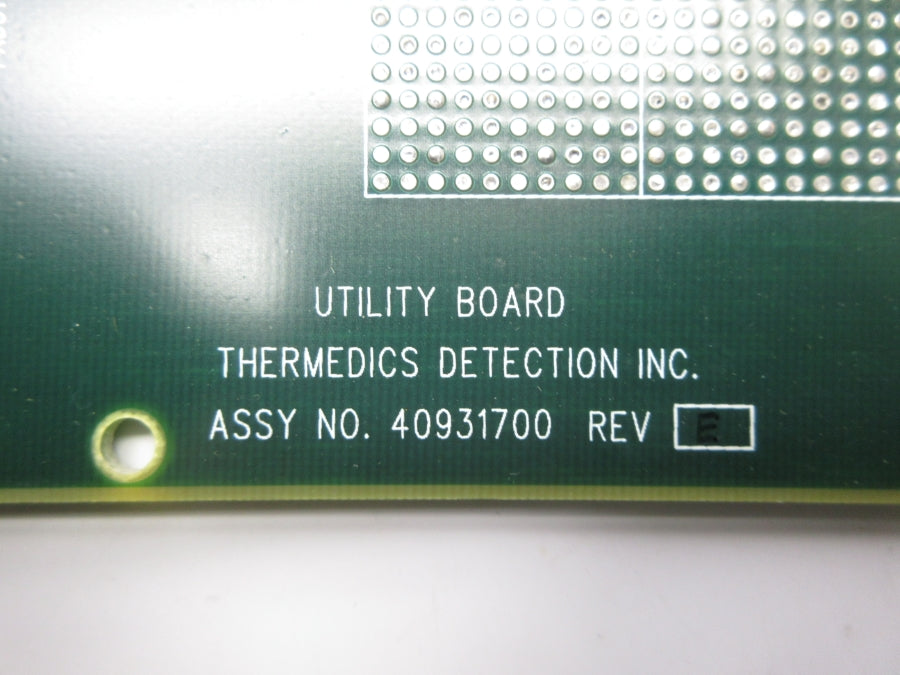 UTILITY BOARD
THERMEDICS DETECTION INC.
ASSY NO. 40931700 REV E